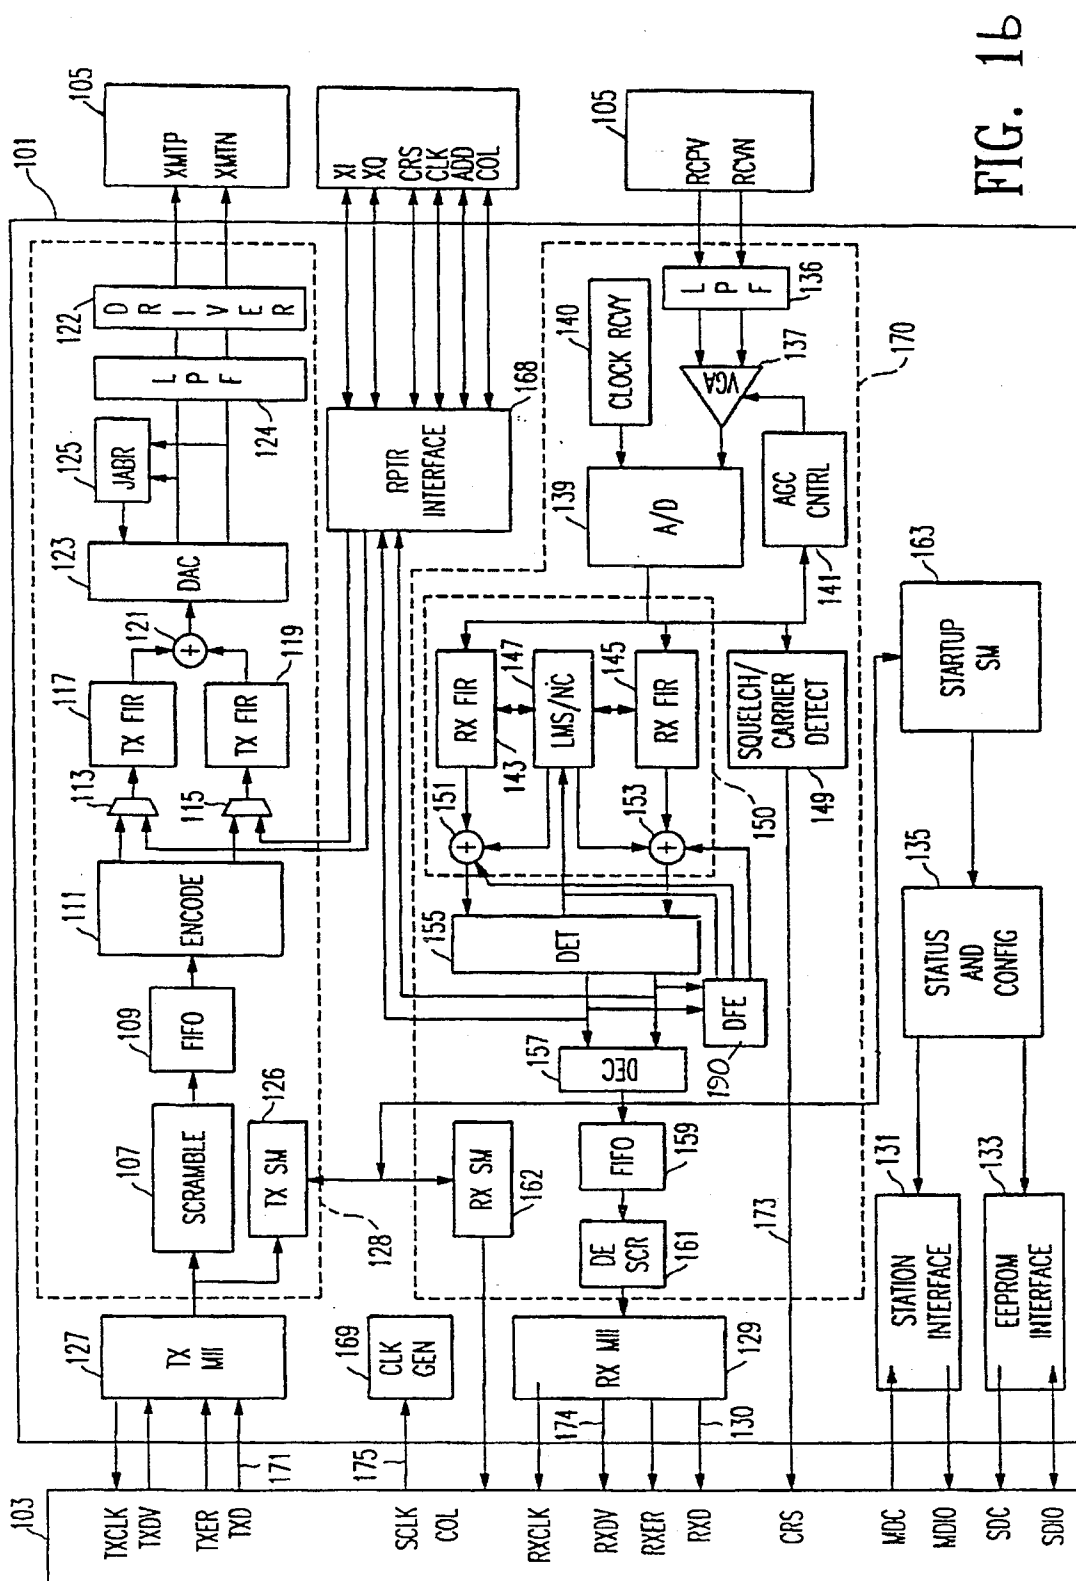 103
TXCLK
TXDV
TXER
TXD
SCLK
COL
RXCLK
RXDV
RXER
RXD
CRS
MDC
MDIO
SDC
SDIO
171
175
174
130
173
127
TX
MII
169
CLK
GEN
RX MII
129
STATION
INTERFACE
131
EEPROM
INTERFACE
133
107
SCRAMBLE
TX SM
126
128
RX SM
162
DE
SCR
161
FIFO
159
109
FIFO
157
DEC
DFE
190
111
ENCODE
155
DET
STATUS
AND
CONFIG
135
113
115
151
+
153
+
150
117
TX FIR
TX FIR
119
121
+
RX FIR
143
LMS/NC
147
RX FIR
145
SQUELCH/
CARRIER
DETECT
149
STARTUP
SM
163
123
DAC
125
JABR
RPTR
INTERFACE
168
139
A/D
AGC
CNTRL
141
124
LPF
122
DRIVER
140
CLOCK RCVY
VGA
137
LPF
136
170
101
105
XMTP
XMTN
XI
XQ
CRS
CLK
ADD
COL
105
RCPV
RCVN
FIG. 1b